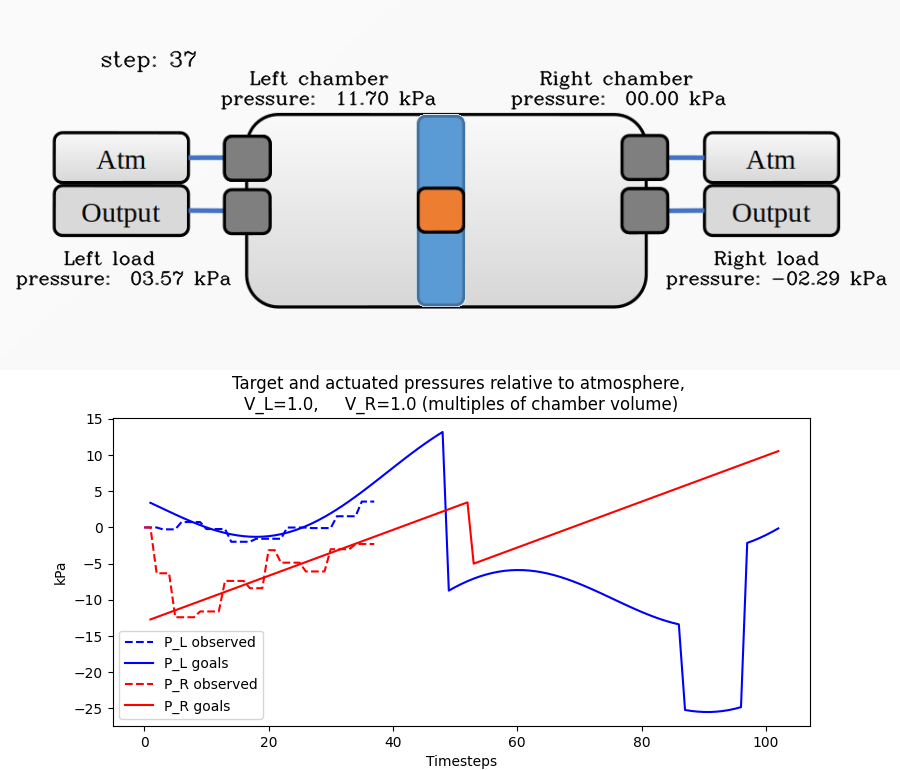 step: 37
Left chamber
pressure: 11.70 kPa
Right chamber
pressure: 00.00 kPa
Atm
Output
Atm
Output
Left load
pressure: 03.57 kPa
Right load
pressure: −02.29 kPa
Target and actuated pressures relative to atmosphere,
V_L=1.0, V_R=1.0 (multiples of chamber volume)
15
10
5
0
−5
−10
−15
−20
−25
kPa
P_L observed
P_L goals
P_R observed
P_R goals
0 20 40 60 80 100
Timesteps